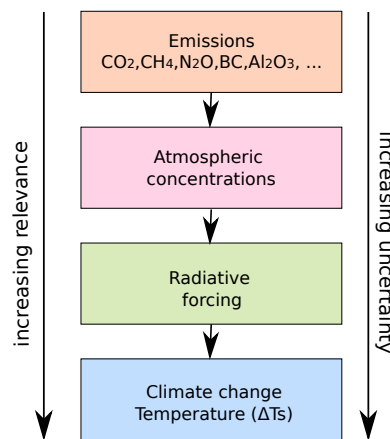 Emissions
CO₂,CH₄,N₂O,BC,Al₂O₃, ...
Atmospheric
concentrations
Radiative
forcing
Climate change
Temperature (ΔTs)
increasing relevance
increasing uncertainty